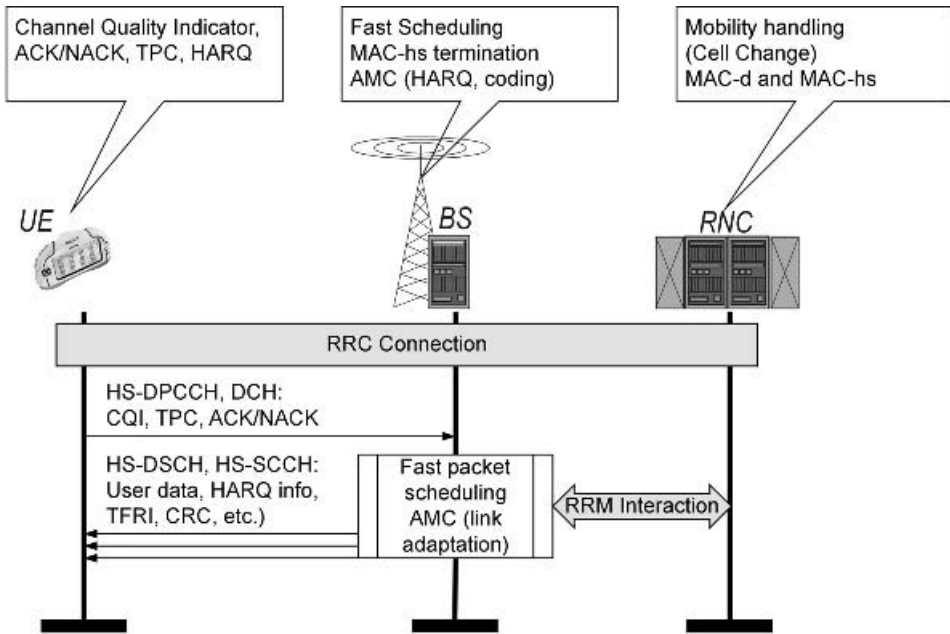 Channel Quality Indicator,
ACK/NACK, TPC, HARQ
Fast Scheduling
MAC-hs termination
AMC (HARQ, coding)
Mobility handling
(Cell Change)
MAC-d and MAC-hs
UE
BS
RNC
RRC Connection
HS-DPCCH, DCH:
CQI, TPC, ACK/NACK
HS-DSCH, HS-SCCH:
User data, HARQ info,
TFRI, CRC, etc.)
Fast packet
scheduling
AMC (link
adaptation)
RRM Interaction